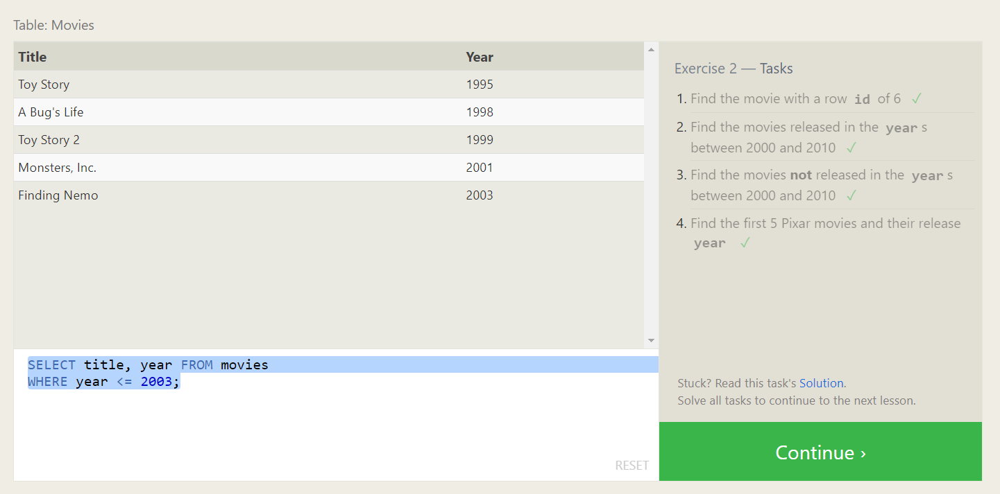 Table: Movies
Title Year
Toy Story 1995
A Bug's Life 1998
Toy Story 2 1999
Monsters, Inc. 2001
Finding Nemo 2003
SELECT title, year FROM movies
WHERE year <= 2003;
RESET
Exercise 2 — Tasks
1. Find the movie with a row id of 6 ✓
2. Find the movies released in the year s
between 2000 and 2010 ✓
3. Find the movies not released in the year s
between 2000 and 2010 ✓
4. Find the first 5 Pixar movies and their release
year ✓
Stuck? Read this task's Solution.
Solve all tasks to continue to the next lesson.
Continue ›